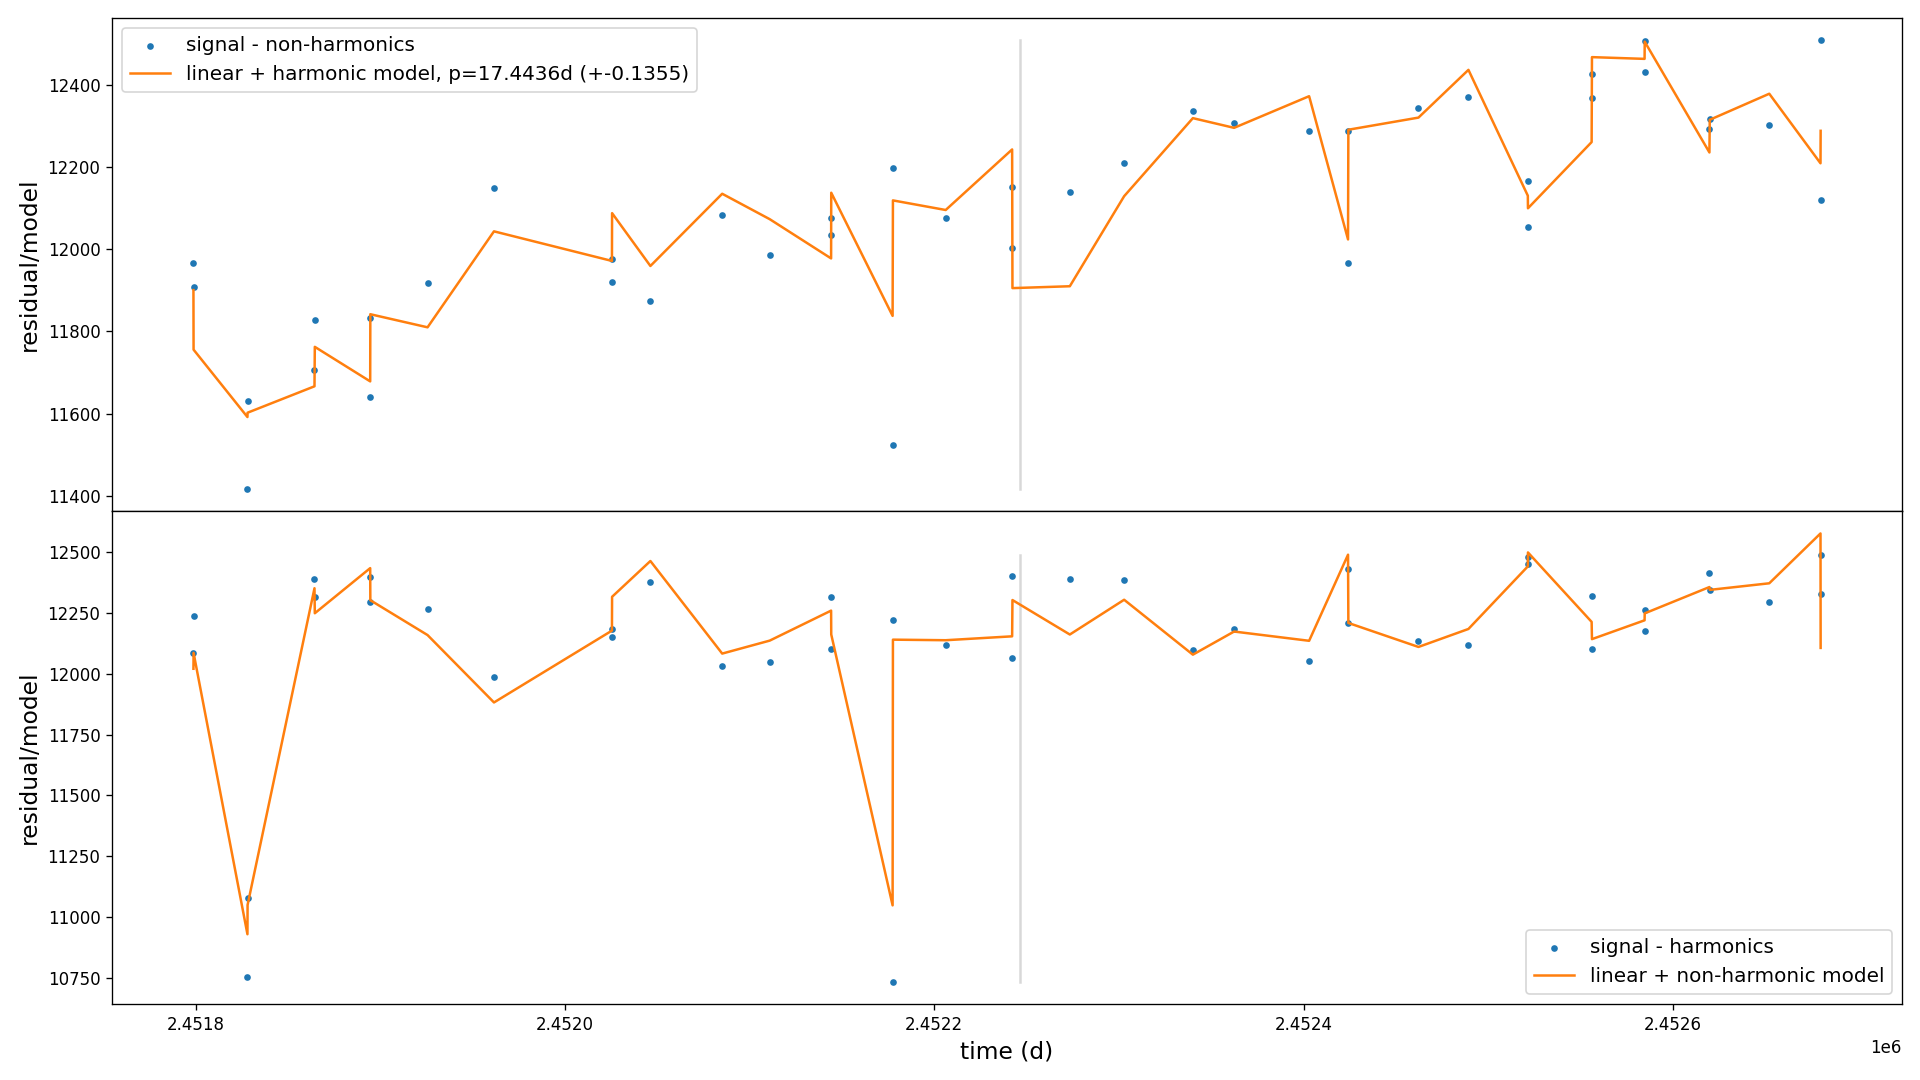 signal - non-harmonics
linear + harmonic model, p=17.4436d (+-0.1355)
residual/model
12400
12200
12000
11800
11600
11400
residual/model
12500
12250
12000
11750
11500
11250
11000
10750
signal - harmonics
linear + non-harmonic model
2.4518
2.4520
2.4522
2.4524
2.4526
1e6
time (d)